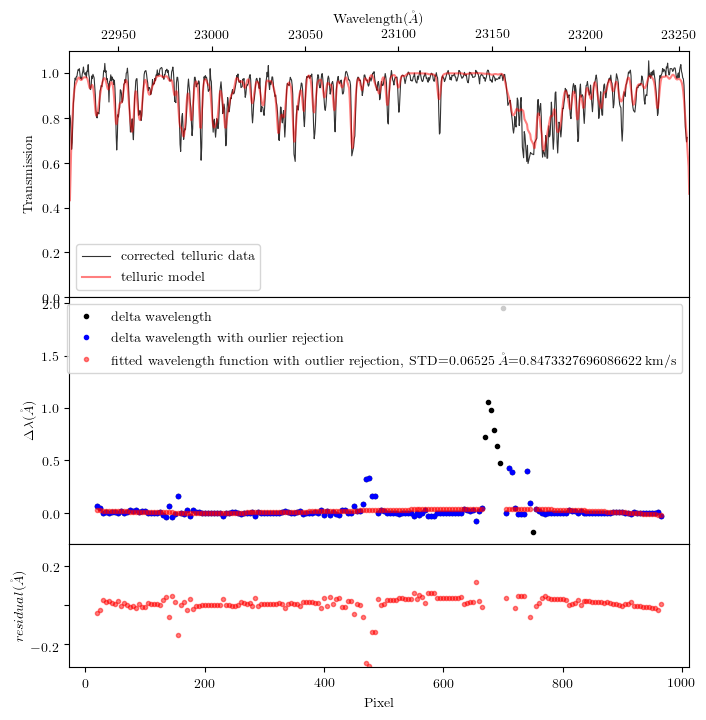 Wavelength(Å)
22950 23000 23050 23100 23150 23200 23250
1.0
0.8
0.6
0.4
0.2
0.0
Transmission
corrected telluric data
telluric model
2.0
1.5
1.0
0.5
0.0
Δλ(Å)
delta wavelength
delta wavelength with ourlier rejection
fitted wavelength function with outlier rejection, STD=0.06525 Å=0.8473327696086622 km/s
0.2
−0.2
residual(Å)
0 200 400 600 800 1000
Pixel